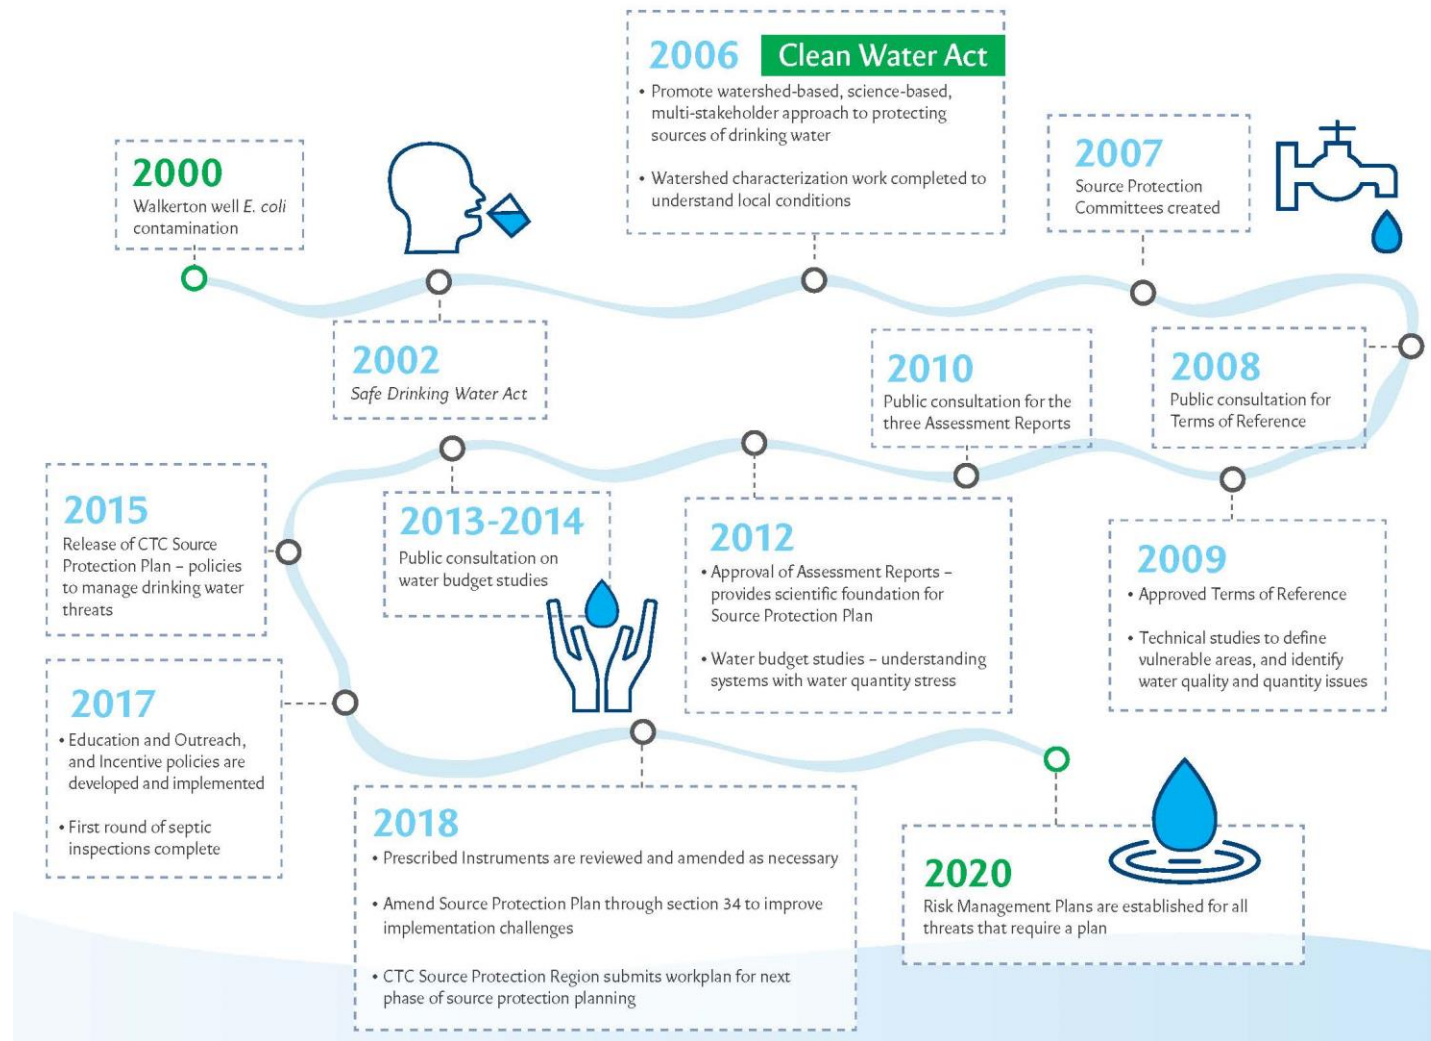 2000
Walkerton well E. coli
contamination
2002
Safe Drinking Water Act
2006 Clean Water Act
• Promote watershed-based, science-based,
multi-stakeholder approach to protecting
sources of drinking water
• Watershed characterization work completed to
understand local conditions
2007
Source Protection
Committees created
2008
Public consultation for
Terms of Reference
2009
• Approved Terms of Reference
• Technical studies to define
vulnerable areas, and identify
water quality and quantity issues
2010
Public consultation for the
three Assessment Reports
2012
• Approval of Assessment Reports –
provides scientific foundation for
Source Protection Plan
• Water budget studies – understanding
systems with water quantity stress
2013-2014
Public consultation on
water budget studies
2015
Release of CTC Source
Protection Plan – policies
to manage drinking water
threats
2017
• Education and Outreach,
and Incentive policies are
developed and implemented
• First round of septic
inspections complete
2018
• Prescribed Instruments are reviewed and amended as necessary
• Amend Source Protection Plan through section 34 to improve
implementation challenges
• CTC Source Protection Region submits workplan for next
phase of source protection planning
2020
Risk Management Plans are established for all
threats that require a plan